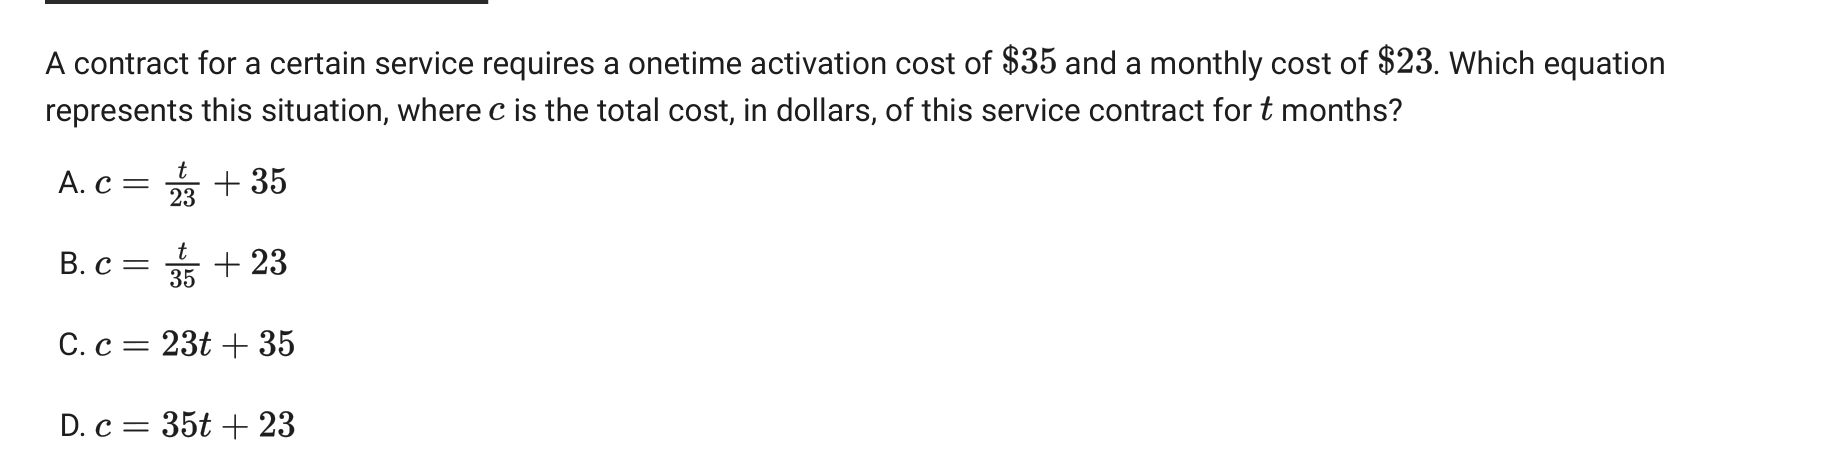 A contract for a certain service requires a onetime activation cost of $35 and a monthly cost of $23. Which equation
represents this situation, where c is the total cost, in dollars, of this service contract for t months?
A. c = t/23 + 35
B. c = t/35 + 23
C. c = 23t + 35
D. c = 35t + 23